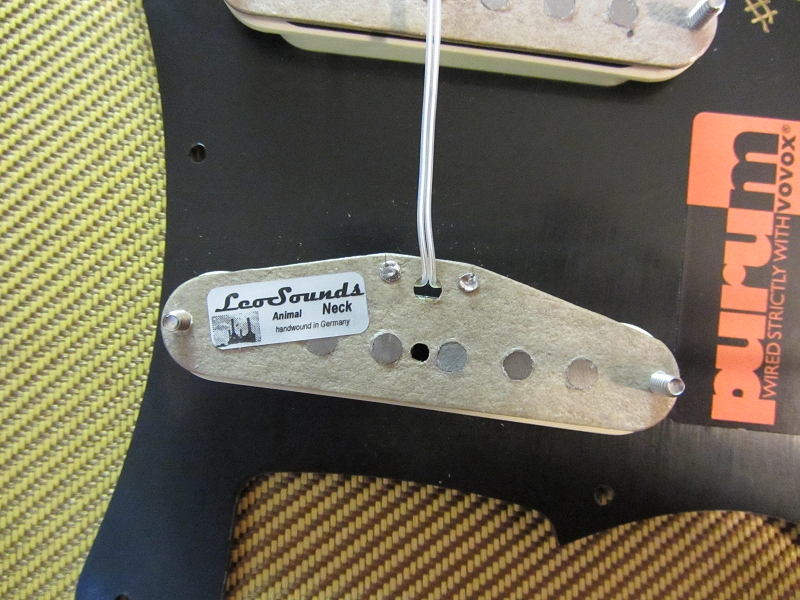 LeoSounds
Animal Neck
handwound in Germany
purum
WIRED STRICTLY WITH VOVOX®
#